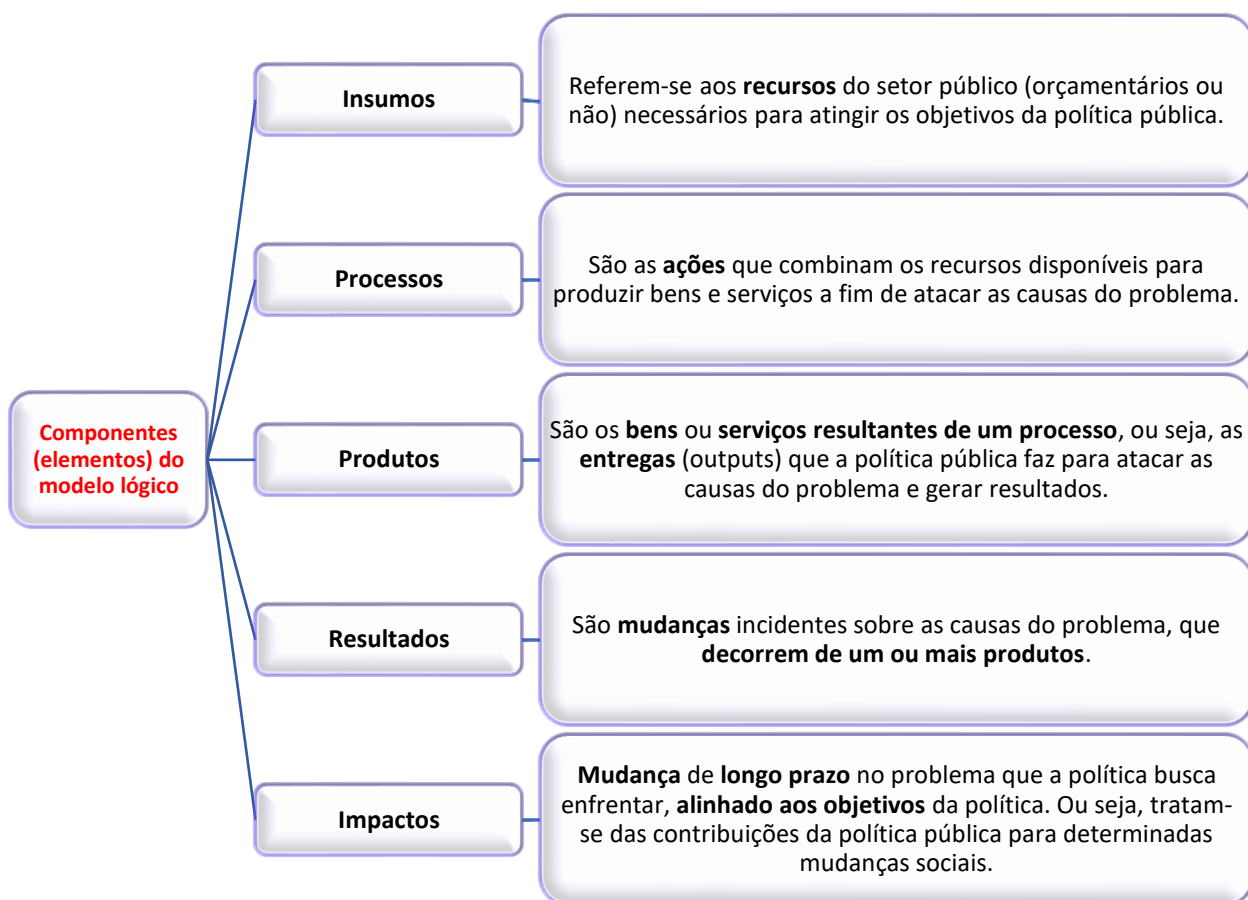 Componentes
(elementos) do
modelo lógico
Insumos
Referem-se aos recursos do setor público (orçamentários ou
não) necessários para atingir os objetivos da política pública.
Processos
São as ações que combinam os recursos disponíveis para
produzir bens e serviços a fim de atacar as causas do problema.
Produtos
São os bens ou serviços resultantes de um processo, ou seja, as
entregas (outputs) que a política pública faz para atacar as
causas do problema e gerar resultados.
Resultados
São mudanças incidentes sobre as causas do problema, que
decorrem de um ou mais produtos.
Impactos
Mudança de longo prazo no problema que a política busca
enfrentar, alinhado aos objetivos da política. Ou seja, tratam-
se das contribuições da política pública para determinadas
mudanças sociais.